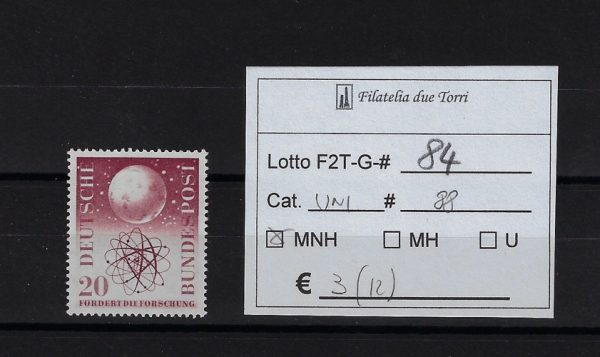 DEUTSCHE
BUNDESPOST
20
FÖRDERT DIE FORSCHUNG
Filatelia due Torri
Lotto F2T-G-# 84
Cat. UNI # 88
☒ MNH ☐ MH ☐ U
€ 3 (12)